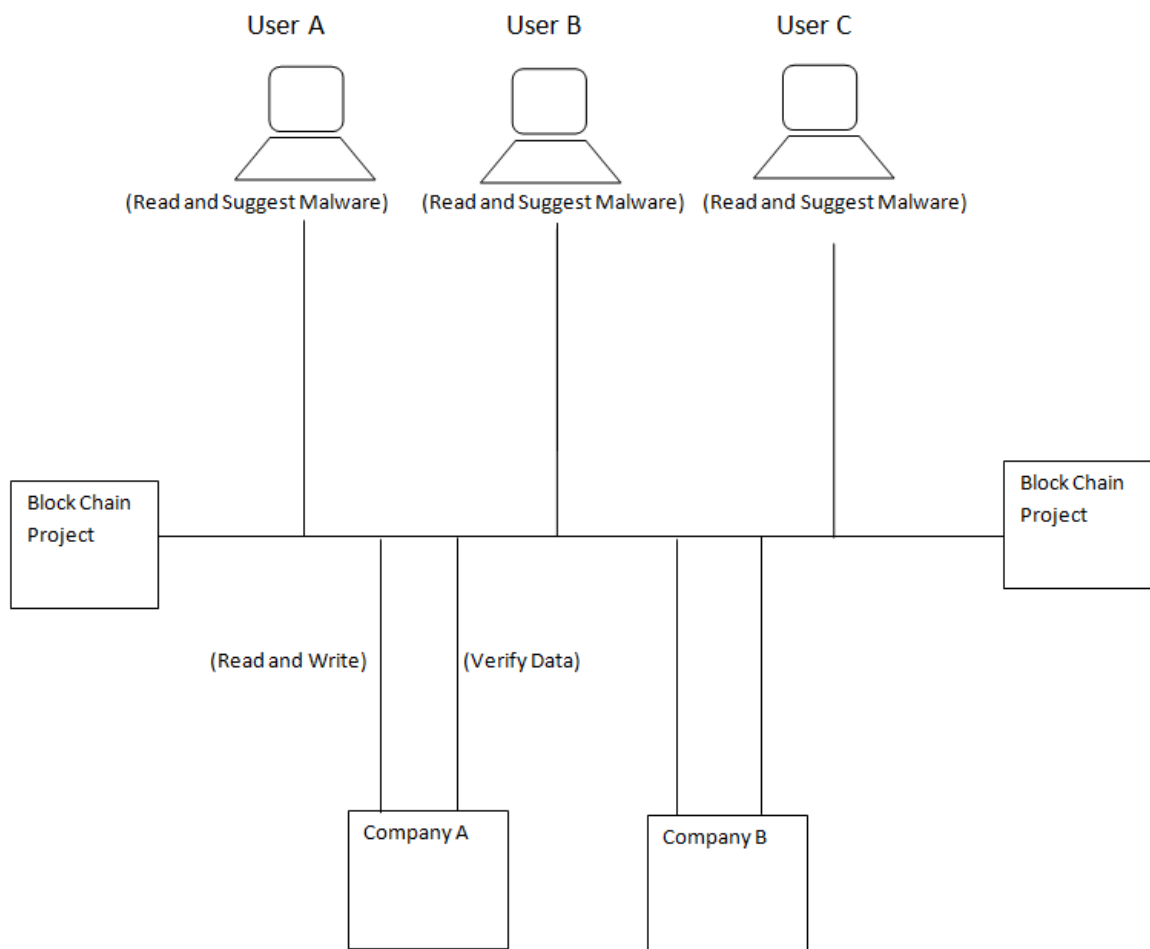 User A
User B
User C
(Read and Suggest Malware)
(Read and Suggest Malware)
(Read and Suggest Malware)
Block Chain
Project
Block Chain
Project
(Read and Write)
(Verify Data)
Company A
Company B